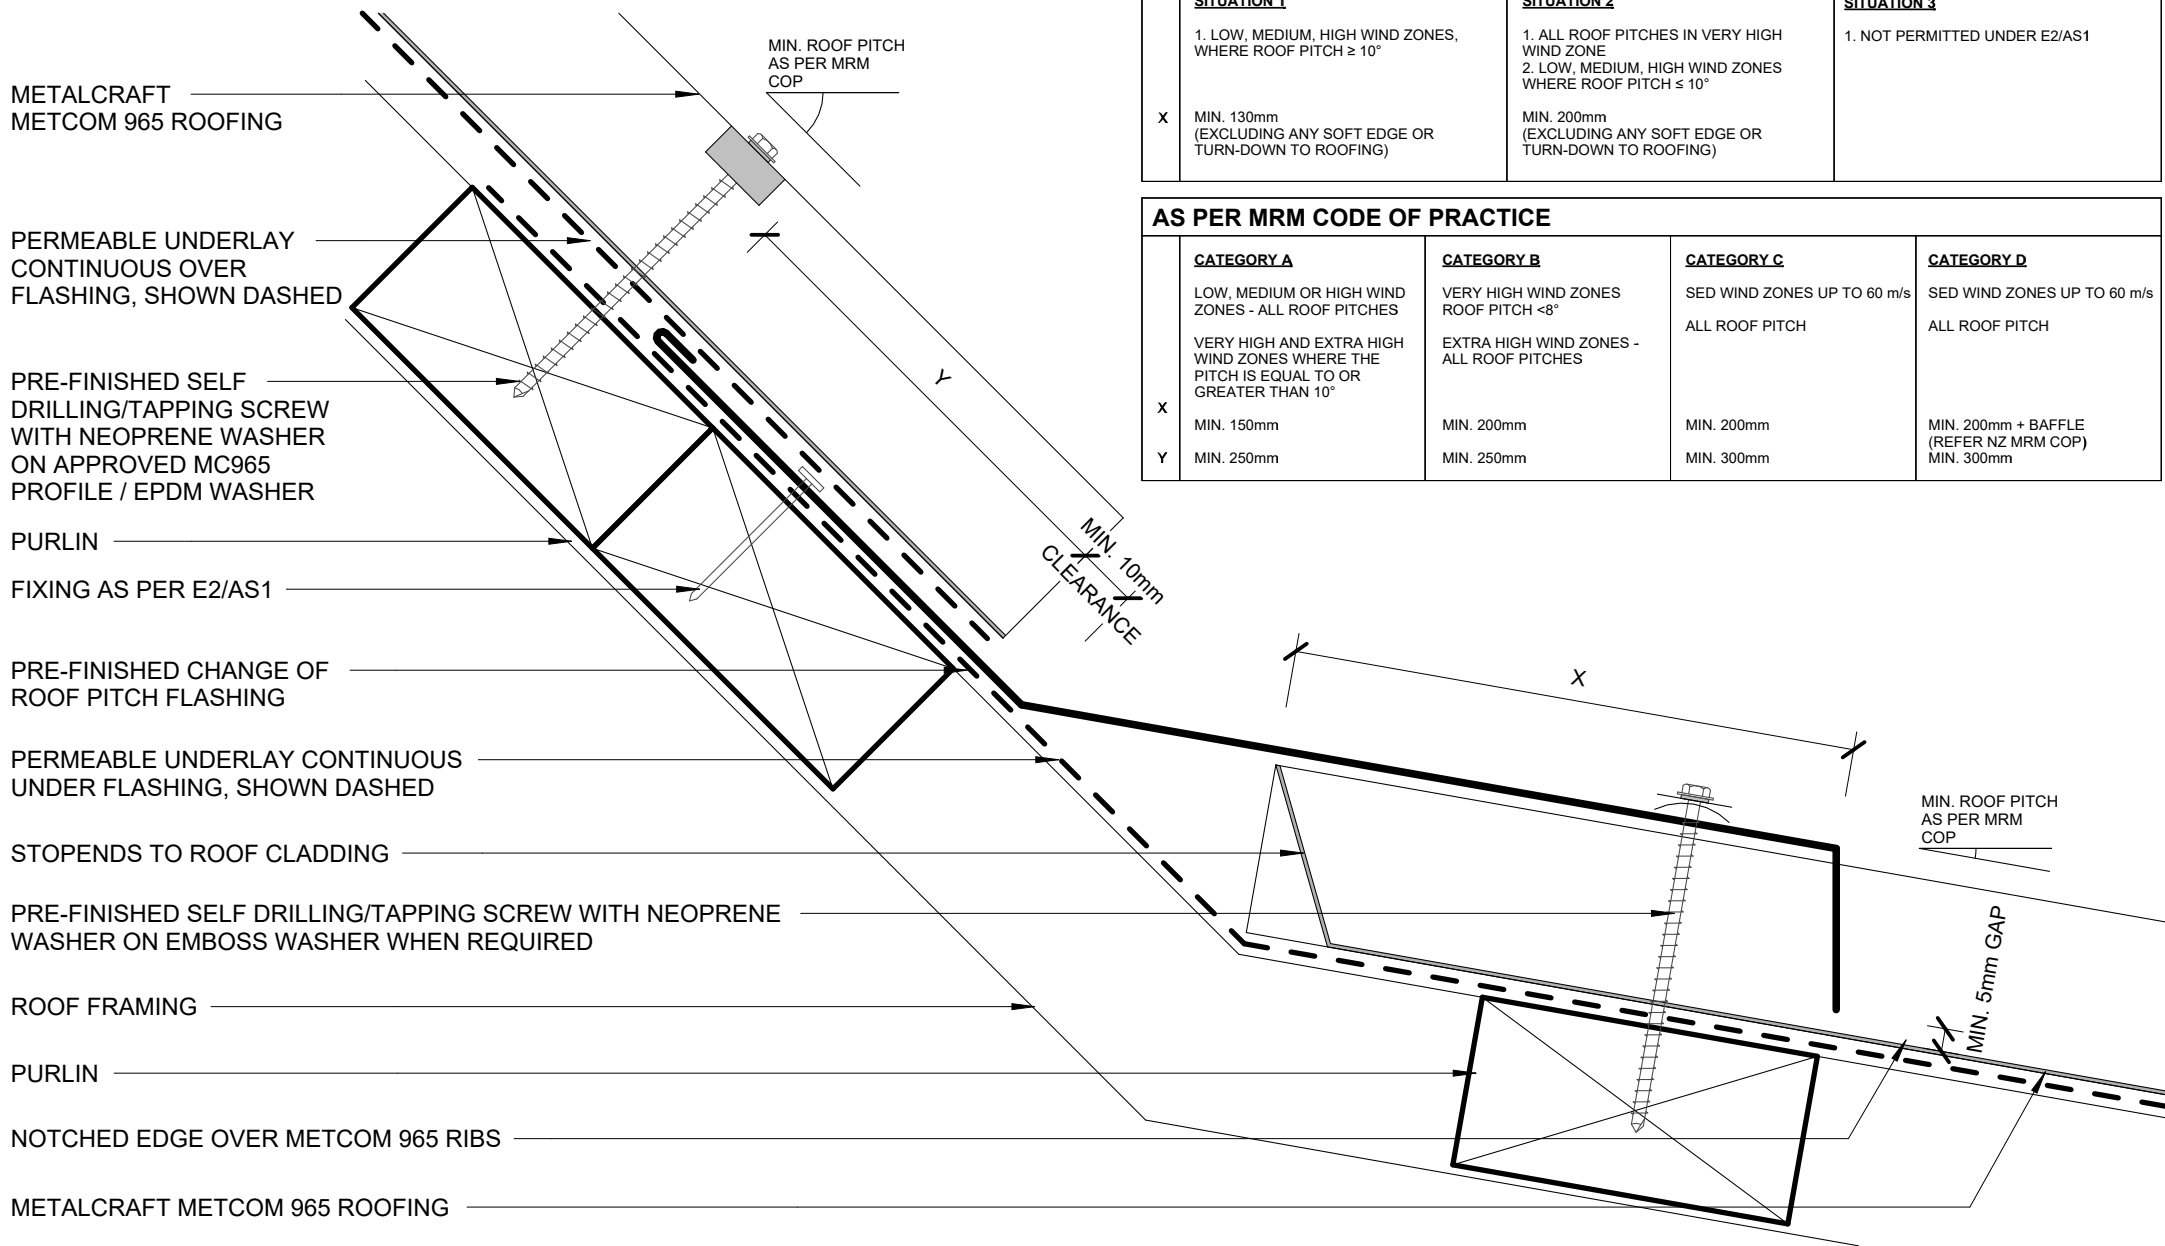 METALCRAFT
METCOM 965 ROOFING
PERMEABLE UNDERLAY
CONTINUOUS OVER
FLASHING, SHOWN DASHED
PRE-FINISHED SELF
DRILLING/TAPPING SCREW
WITH NEOPRENE WASHER
ON APPROVED MC965
PROFILE / EPDM WASHER
PURLIN
FIXING AS PER E2/AS1
PRE-FINISHED CHANGE OF
ROOF PITCH FLASHING
PERMEABLE UNDERLAY CONTINUOUS
UNDER FLASHING, SHOWN DASHED
STOPENDS TO ROOF CLADDING
PRE-FINISHED SELF DRILLING/TAPPING SCREW WITH NEOPRENE
WASHER ON EMBOSS WASHER WHEN REQUIRED
ROOF FRAMING
PURLIN
NOTCHED EDGE OVER METCOM 965 RIBS
METALCRAFT METCOM 965 ROOFING
MIN. ROOF PITCH
AS PER MRM
COP
Y
MIN. 10mm
CLEARANCE
X
MIN. ROOF PITCH
AS PER MRM
COP
MIN. 5mm GAP
SITUATION 1
1. LOW, MEDIUM, HIGH WIND ZONES,
WHERE ROOF PITCH ≥ 10°
X
MIN. 130mm
(EXCLUDING ANY SOFT EDGE OR
TURN-DOWN TO ROOFING)
SITUATION 2
1. ALL ROOF PITCHES IN VERY HIGH
WIND ZONE
2. LOW, MEDIUM, HIGH WIND ZONES
WHERE ROOF PITCH ≤ 10°
MIN. 200mm
(EXCLUDING ANY SOFT EDGE OR
TURN-DOWN TO ROOFING)
SITUATION 3
1. NOT PERMITTED UNDER E2/AS1
AS PER MRM CODE OF PRACTICE
CATEGORY A
LOW, MEDIUM OR HIGH WIND
ZONES - ALL ROOF PITCHES
VERY HIGH AND EXTRA HIGH
WIND ZONES WHERE THE
PITCH IS EQUAL TO OR
GREATER THAN 10°
X
MIN. 150mm
Y
MIN. 250mm
CATEGORY B
VERY HIGH WIND ZONES
ROOF PITCH <8°
EXTRA HIGH WIND ZONES -
ALL ROOF PITCHES
MIN. 200mm
MIN. 250mm
CATEGORY C
SED WIND ZONES UP TO 60 m/s
ALL ROOF PITCH
MIN. 200mm
MIN. 300mm
CATEGORY D
SED WIND ZONES UP TO 60 m/s
ALL ROOF PITCH
MIN. 200mm + BAFFLE
(REFER NZ MRM COP)
MIN. 300mm